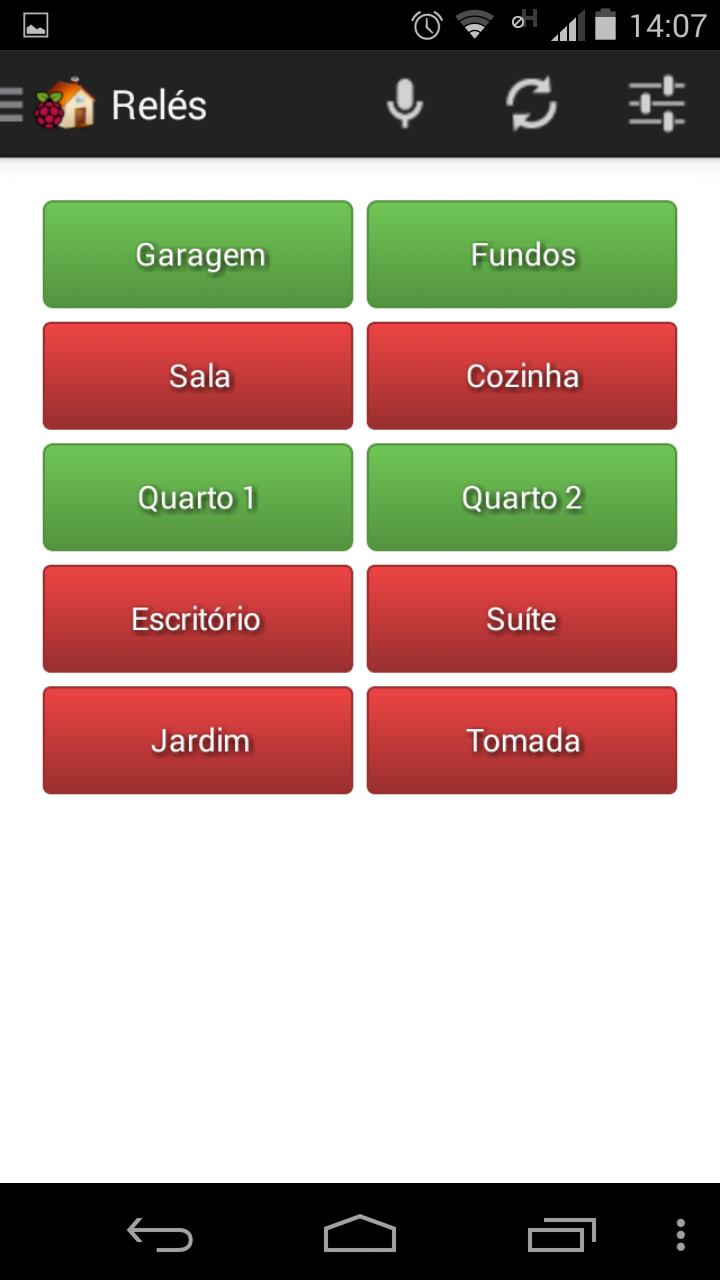 14:07
Relés
Garagem
Fundos
Sala
Cozinha
Quarto 1
Quarto 2
Escritório
Suíte
Jardim
Tomada